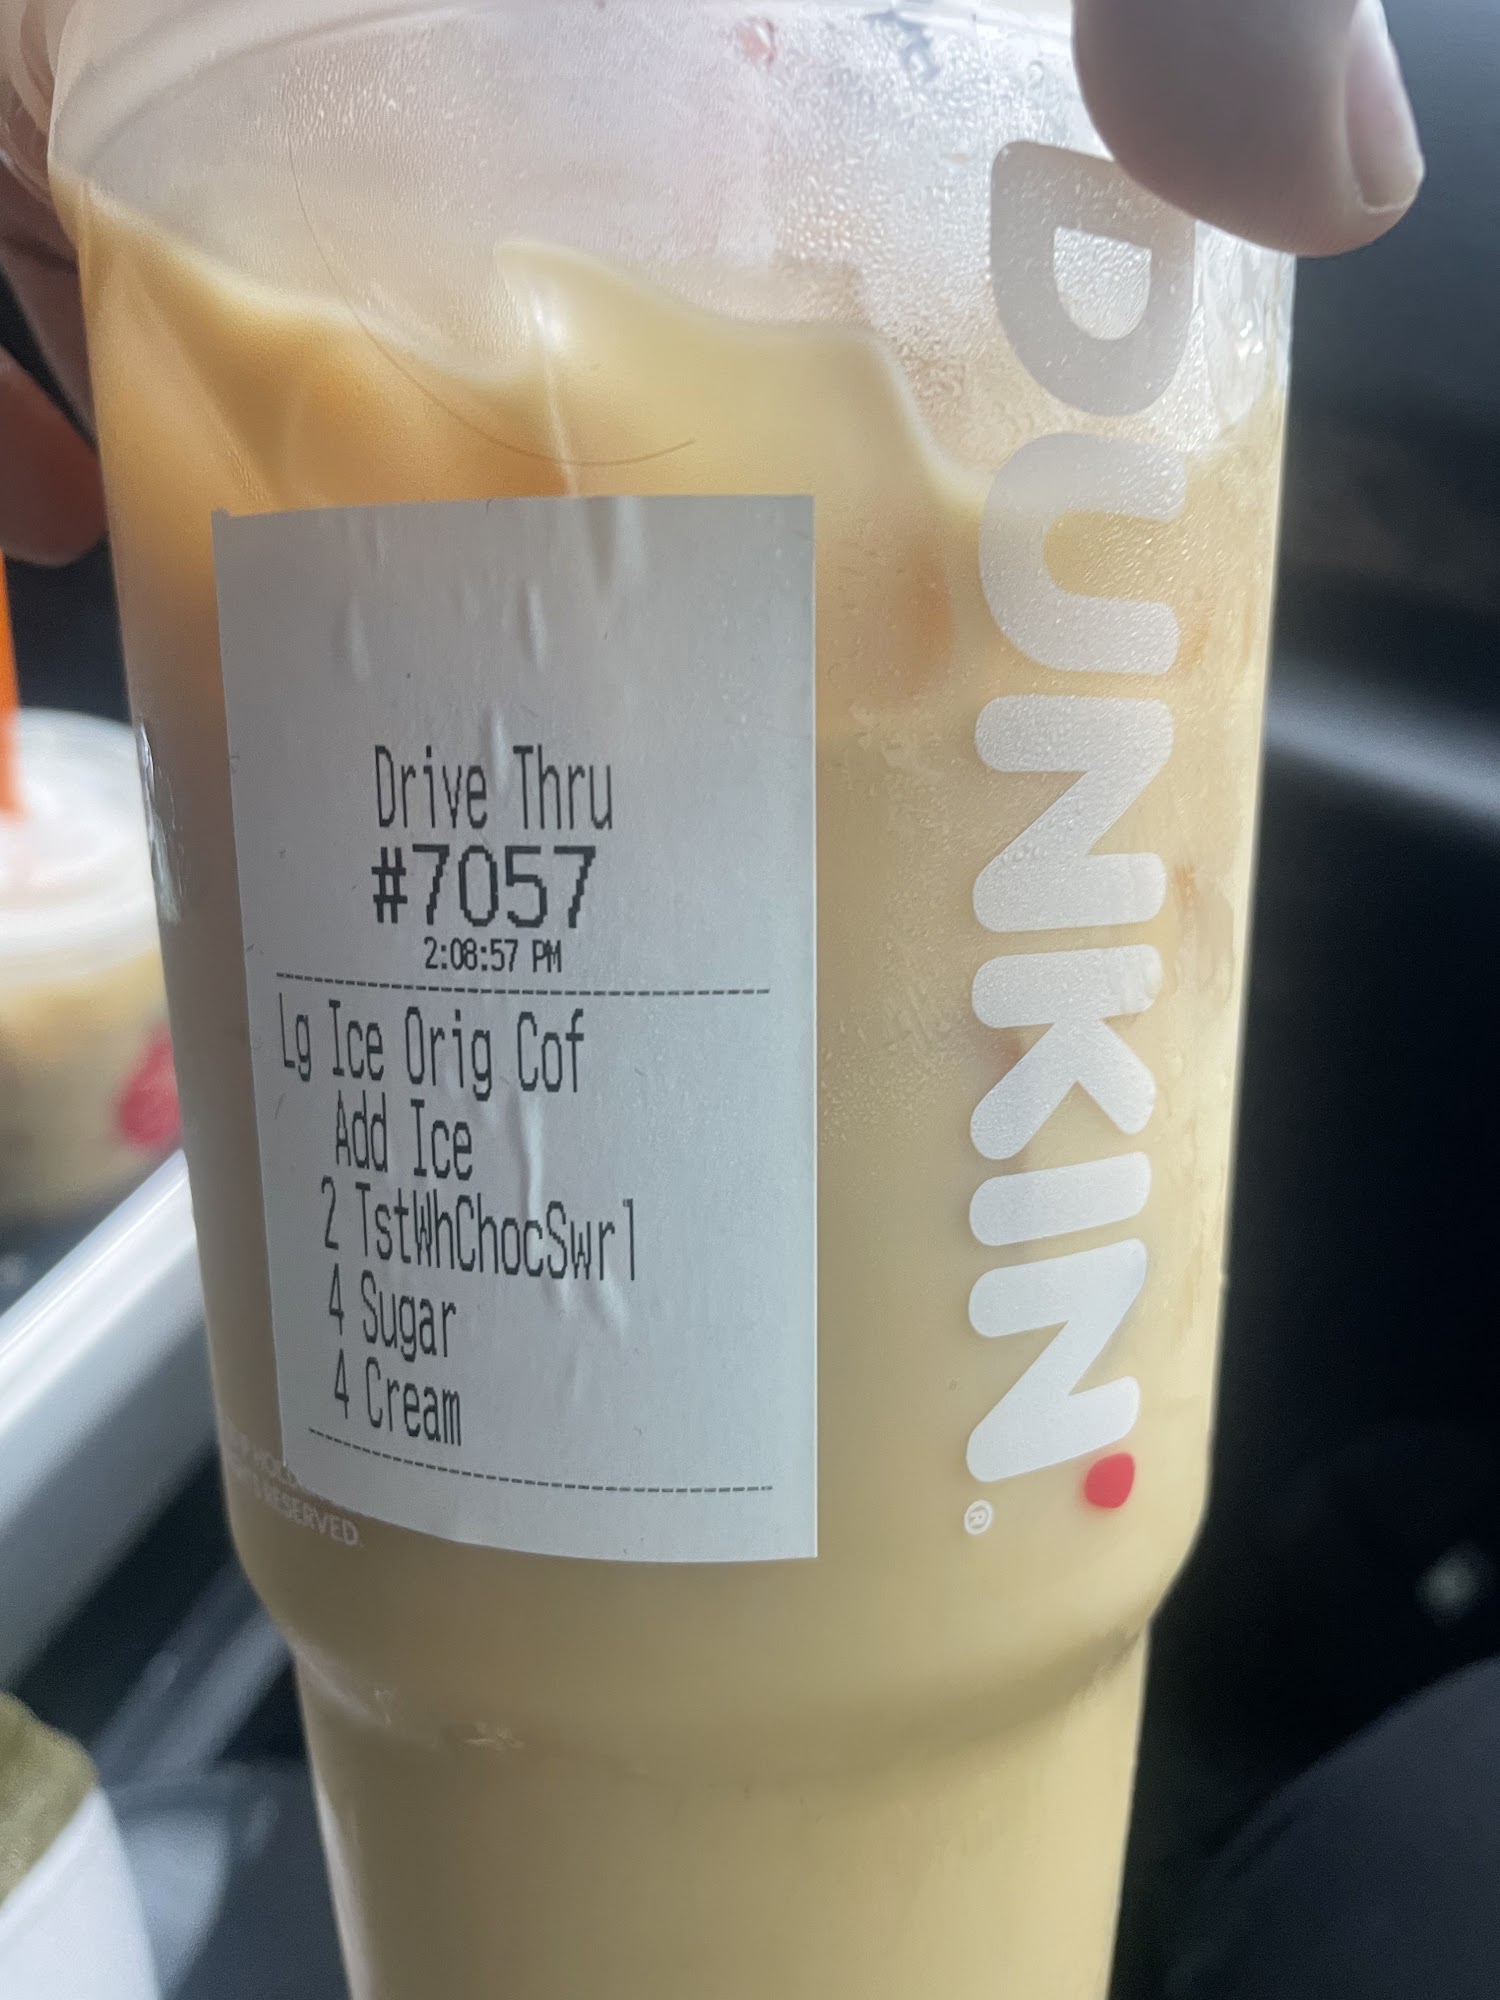 Drive Thru
#7057
2:08:57 PM
Lg Ice Orig Cof
Add Ice
2 TstWhChocSwrl
4 Sugar
4 Cream
DUNKIN®
RESERVED.